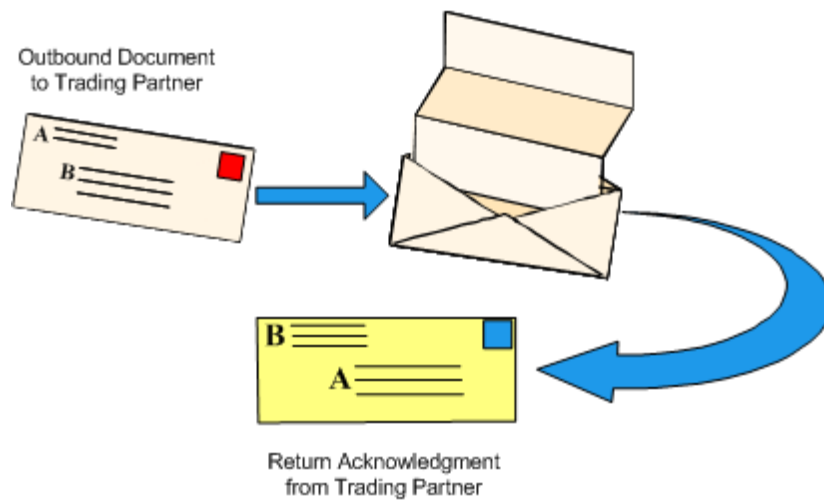 Outbound Document
to Trading Partner
A
B
B
A
Return Acknowledgment
from Trading Partner